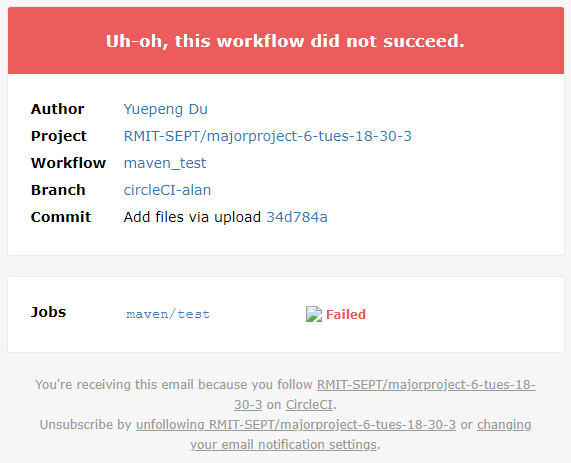 Uh-oh, this workflow did not succeed.
Author Yuepeng Du
Project RMIT-SEPT/majorproject-6-tues-18-30-3
Workflow maven_test
Branch circleCI-alan
Commit Add files via upload 34d784a
Jobs maven/test Failed
You're receiving this email because you follow RMIT-SEPT/majorproject-6-tues-18-
30-3 on CircleCI.
Unsubscribe by unfollowing RMIT-SEPT/majorproject-6-tues-18-30-3 or changing
your email notification settings.